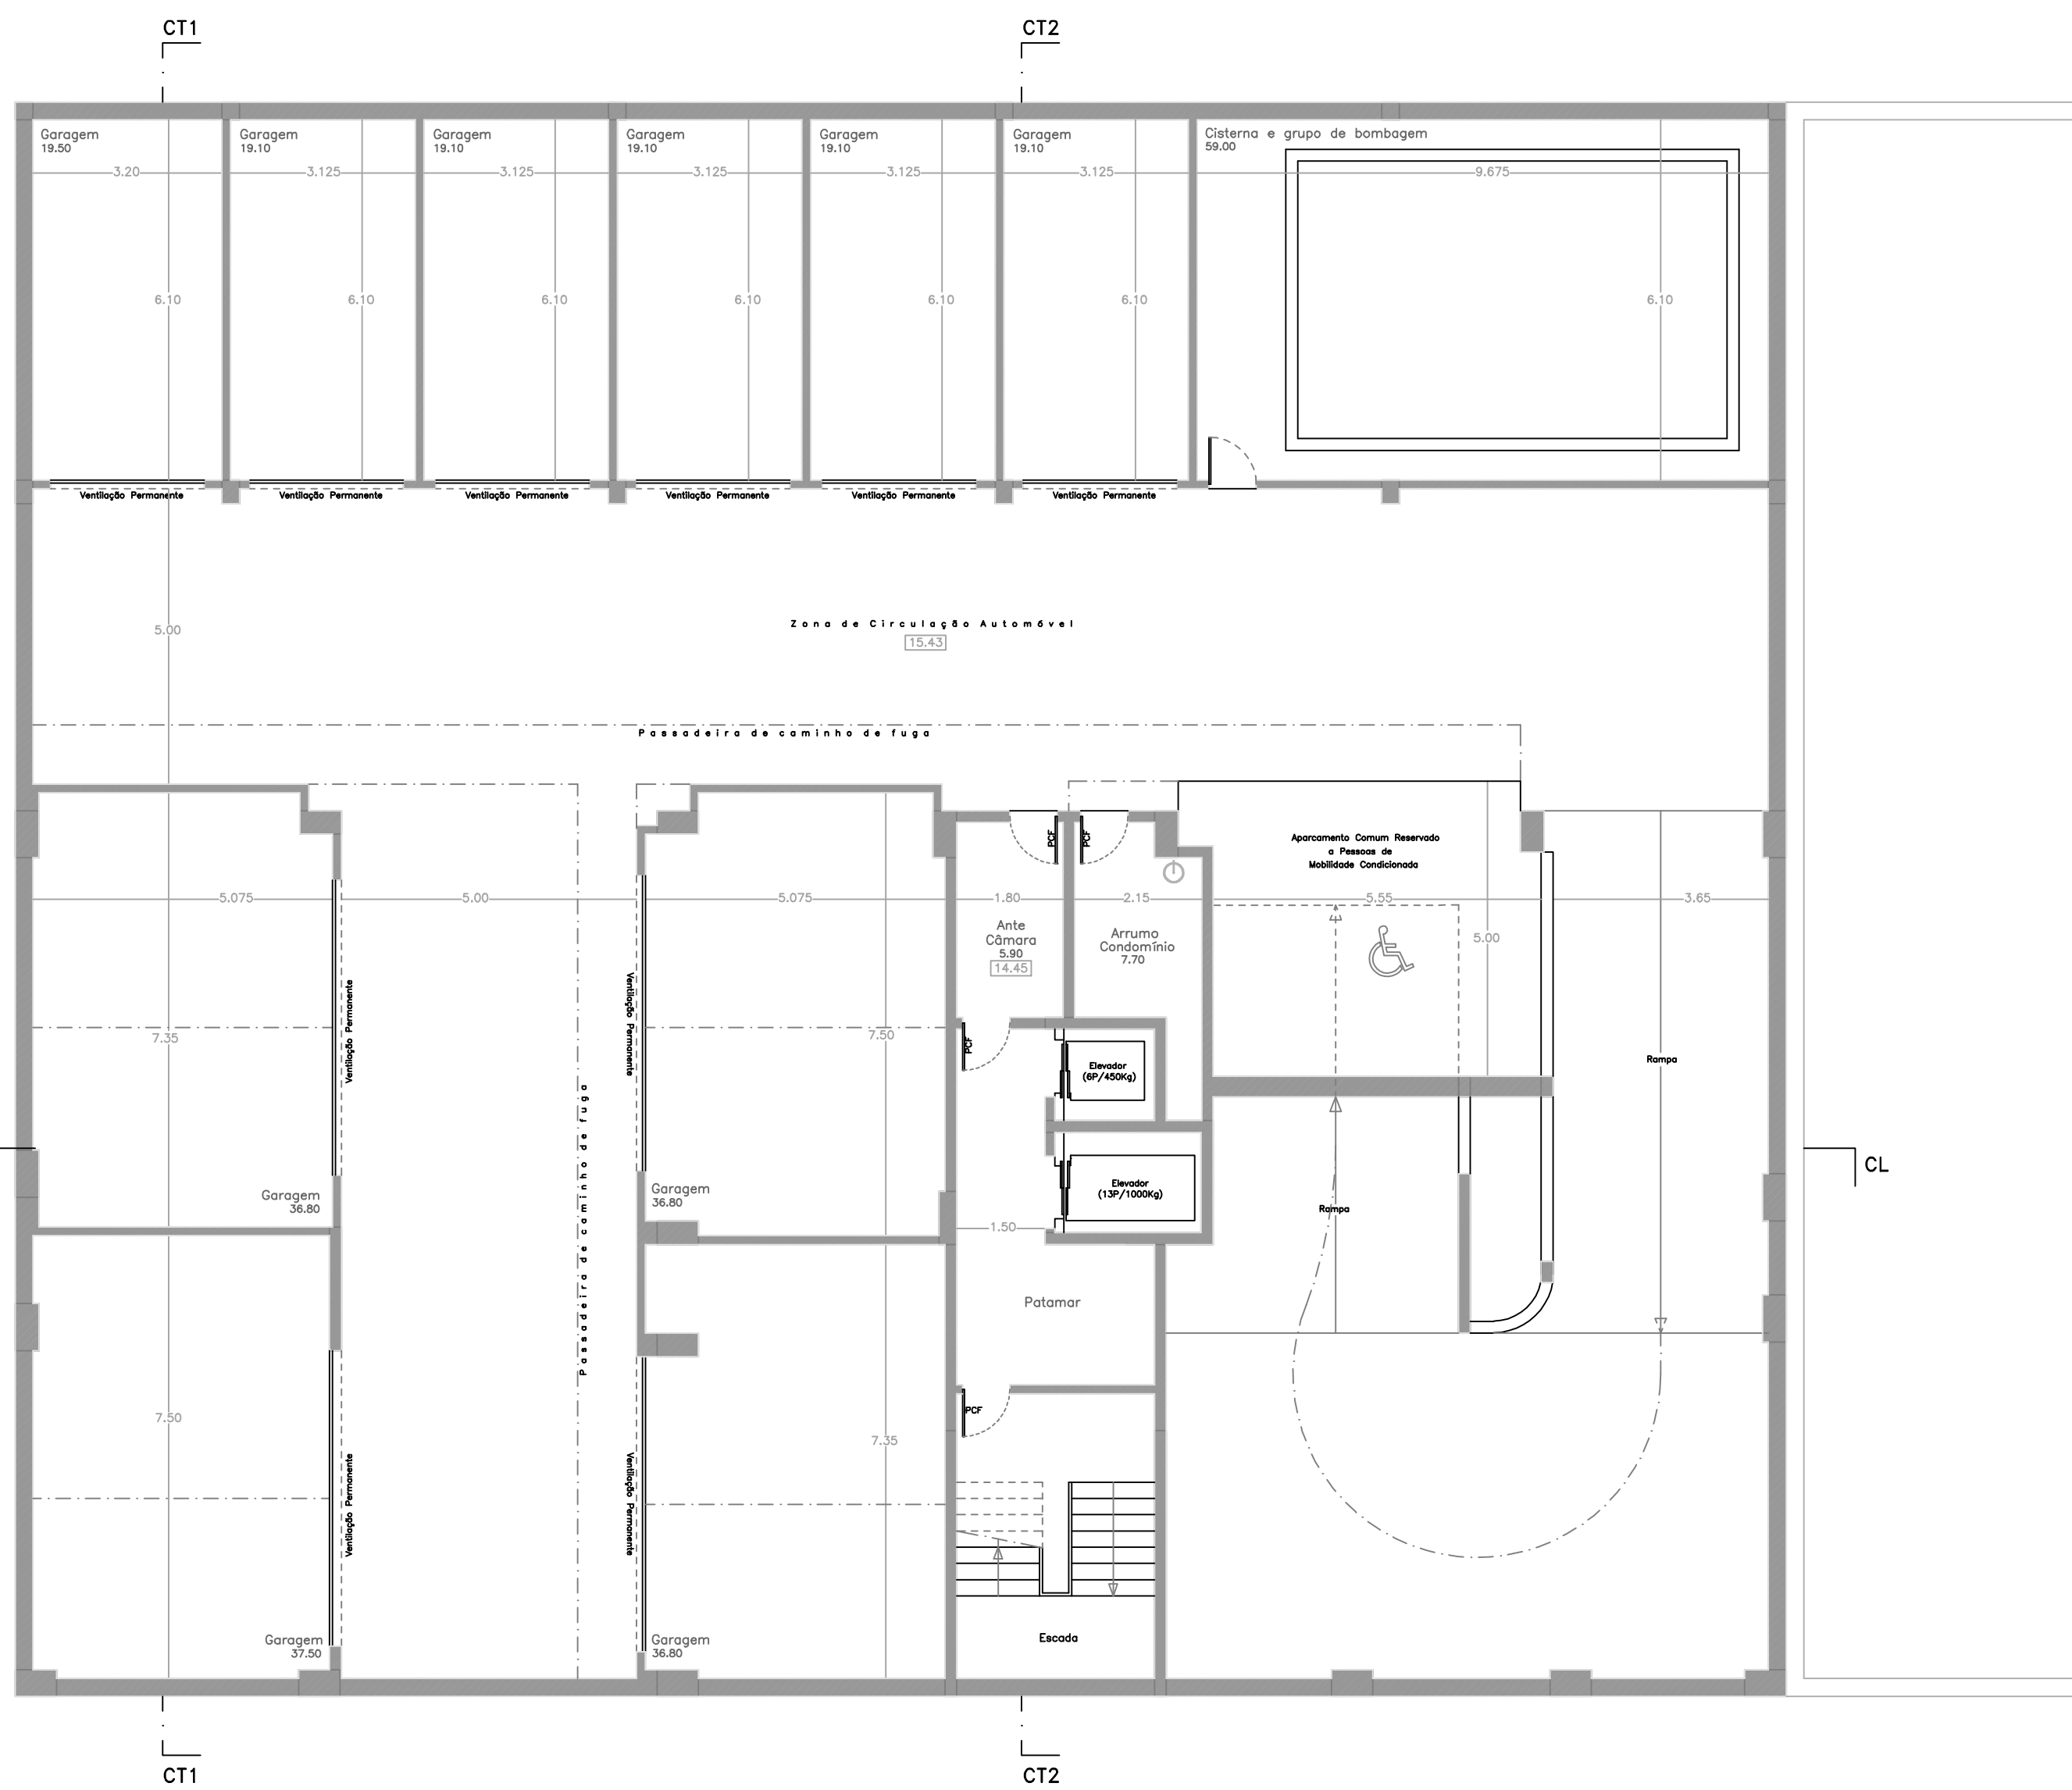 CT1
CT2
Garagem
19.50
Garagem
19.10
Garagem
19.10
Garagem
19.10
Garagem
19.10
Garagem
19.10
Cisterna e grupo de bombagem
59.00
3.20
3.125
3.125
3.125
3.125
3.125
9.675
6.10
6.10
6.10
6.10
6.10
6.10
6.10
Ventilação Permanente
Ventilação Permanente
Ventilação Permanente
Ventilação Permanente
Ventilação Permanente
Ventilação Permanente
5.00
Zona de Circulação Automóvel
15.43
Passadeira de caminho de fuga
PCF
PCF
Aparcamento Comum Reservado
a Pessoas de
Mobilidade Condicionada
5.075
5.00
5.075
1.80
2.15
5.55
3.65
Ante
Câmara
5.90
14.45
Arrumo
Condomínio
7.70
5.00
7.35
Ventilação Permanente
Ventilação Permanente
7.50
PCF
Elevador
(6P/450Kg)
Rampa
Passadeira de caminho de fuga
CL
Garagem
36.80
Garagem
36.80
Elevador
(13P/1000Kg)
Rampa
1.50
Patamar
7.50
PCF
7.35
Ventilação Permanente
Ventilação Permanente
Garagem
37.50
Garagem
36.80
Escada
CT1
CT2